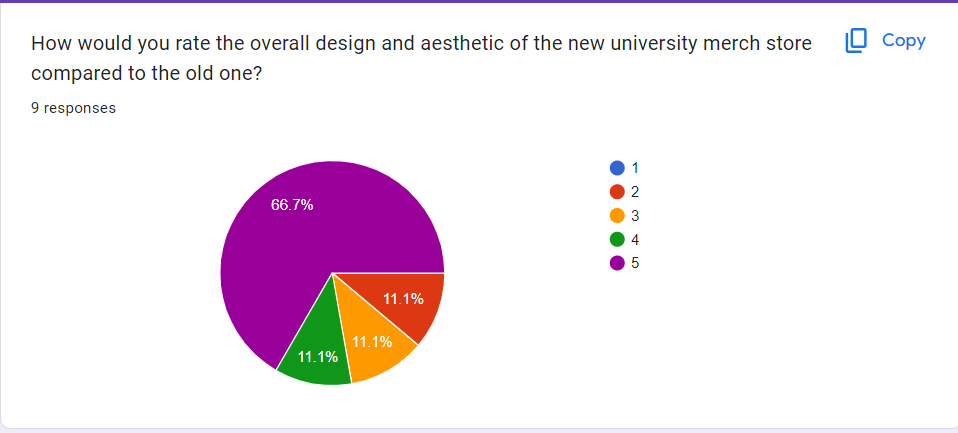 How would you rate the overall design and aesthetic of the new university merch store
compared to the old one?
Copy
9 responses
66.7%
11.1%
11.1%
11.1%
1
2
3
4
5